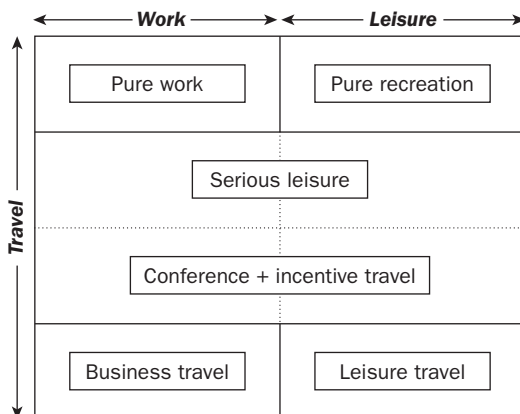 Work
Leisure
Pure work
Pure recreation
Serious leisure
Travel
Conference + incentive travel
Business travel
Leisure travel